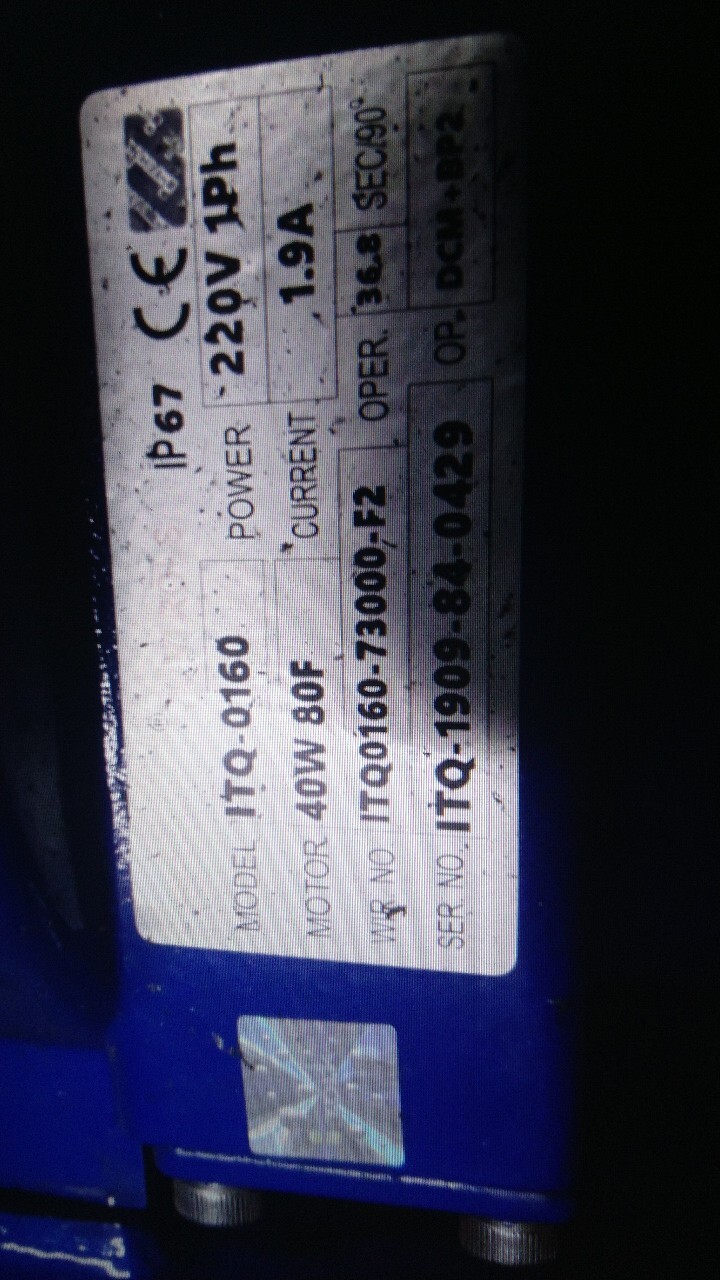 IP67 CE
MODEL ITQ-0160 POWER 220V 1Ph
MOTOR 40W 80F CURRENT 1.9A
WIR NO. ITQ0160-73000-F2 OPER. 36.8 SEC/90°
SER NO. ITQ-1909-84-0429 OP. DCM+BP2